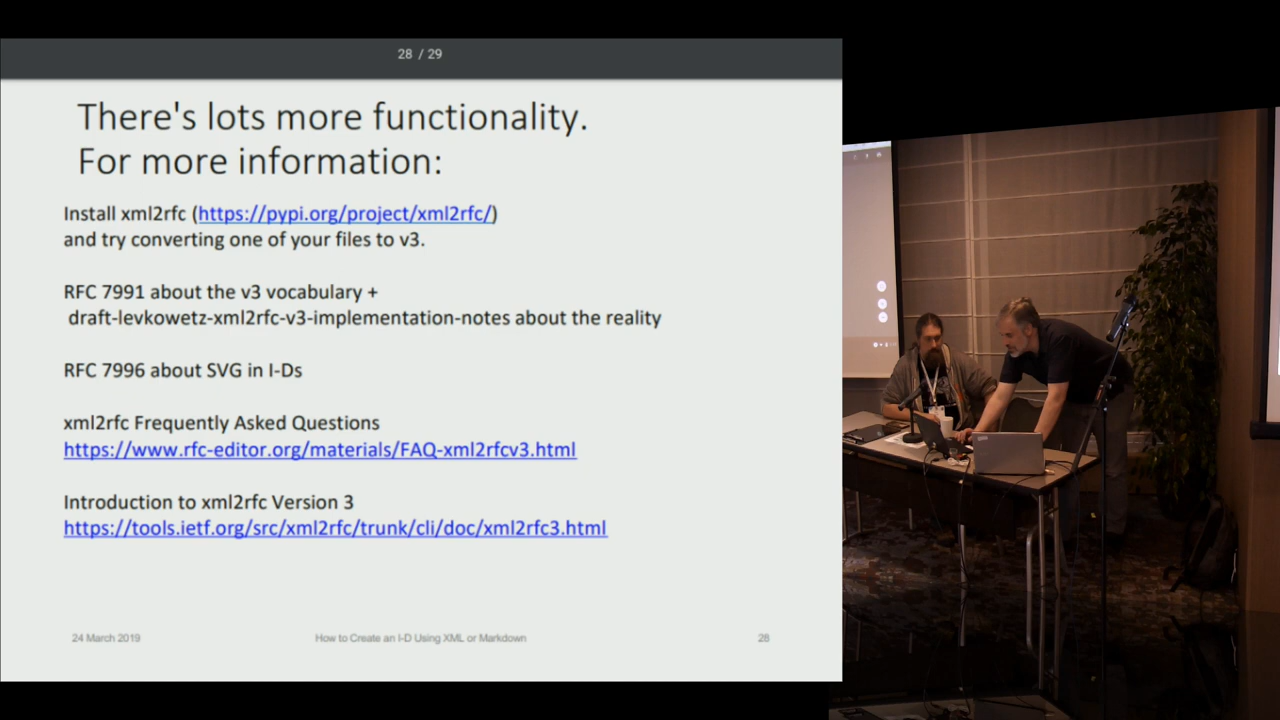 28 / 29
There's lots more functionality.
For more information:
Install xml2rfc (https://pypi.org/project/xml2rfc/)
and try converting one of your files to v3.
RFC 7991 about the v3 vocabulary +
draft-levkowetz-xml2rfc-v3-implementation-notes about the reality
RFC 7996 about SVG in I-Ds
xml2rfc Frequently Asked Questions
https://www.rfc-editor.org/materials/FAQ-xml2rfcv3.html
Introduction to xml2rfc Version 3
https://tools.ietf.org/src/xml2rfc/trunk/cli/doc/xml2rfc3.html
24 March 2019
How to Create an I-D Using XML or Markdown
28